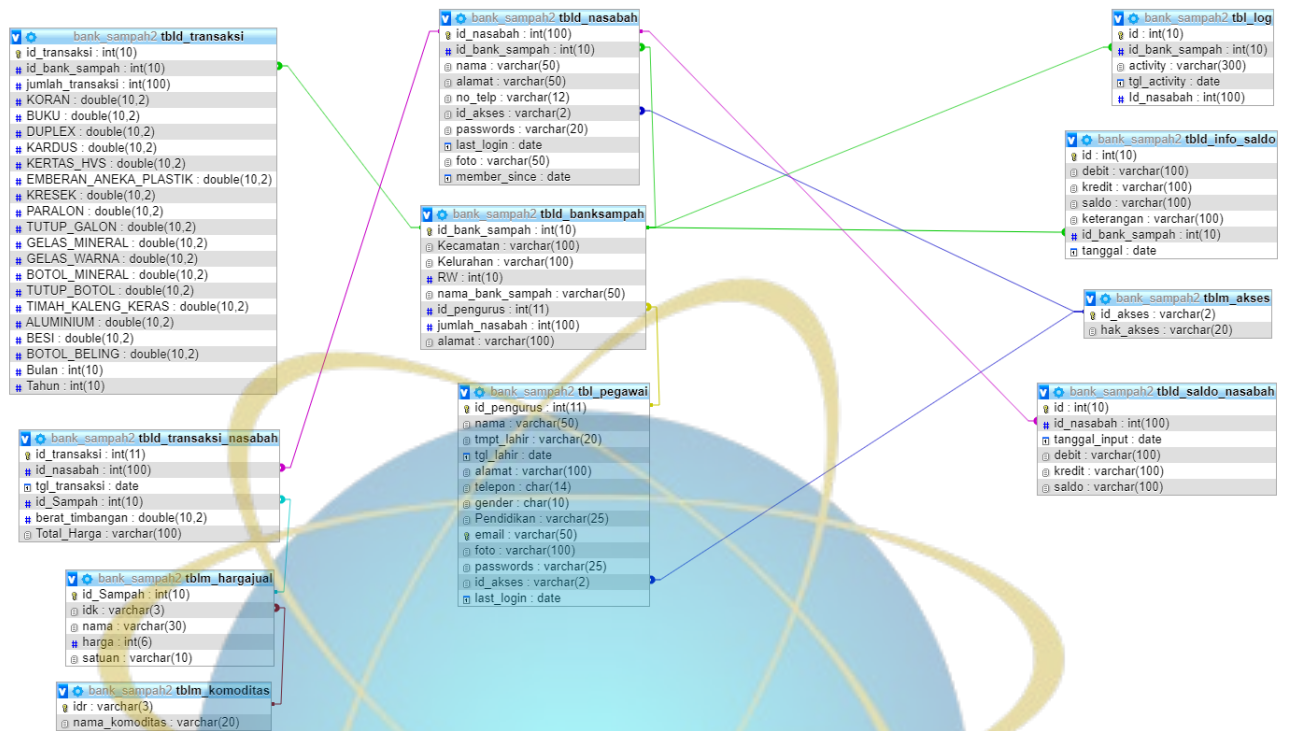 bank_sampah2 tbld_transaksi
id_transaksi : int(10)
id_bank_sampah : int(10)
jumlah_transaksi : int(100)
KORAN : double(10,2)
BUKU : double(10,2)
DUPLEX : double(10,2)
KARDUS : double(10,2)
KERTAS_HVS : double(10,2)
EMBERAN_ANEKA_PLASTIK : double(10,2)
KRESEK : double(10,2)
PARALON : double(10,2)
TUTUP_GALON : double(10,2)
GELAS_MINERAL : double(10,2)
GELAS_WARNA : double(10,2)
BOTOL_MINERAL : double(10,2)
TUTUP_BOTOL : double(10,2)
TIMAH_KALENG_KERAS : double(10,2)
ALUMINIUM : double(10,2)
BESI : double(10,2)
BOTOL_BELING : double(10,2)
Bulan : int(10)
Tahun : int(10)
bank_sampah2 tbld_transaksi_nasabah
id_transaksi : int(11)
id_nasabah : int(100)
tgl_transaksi : date
id_Sampah : int(10)
berat_timbangan : double(10,2)
Total_Harga : varchar(100)
bank_sampah2 tblm_hargajual
id_Sampah : int(10)
idk : varchar(3)
nama : varchar(30)
harga : int(6)
satuan : varchar(10)
bank_sampah2 tblm_komoditas
idr : varchar(3)
nama_komoditas : varchar(20)
bank_sampah2 tbld_nasabah
id_nasabah : int(100)
id_bank_sampah : int(10)
nama : varchar(50)
alamat : varchar(50)
no_telp : varchar(12)
id_akses : varchar(2)
passwords : varchar(20)
last_login : date
foto : varchar(50)
member_since : date
bank_sampah2 tbld_banksampah
id_bank_sampah : int(10)
Kecamatan : varchar(100)
Kelurahan : varchar(100)
RW : int(10)
nama_bank_sampah : varchar(50)
id_pengurus : int(11)
jumlah_nasabah : int(100)
alamat : varchar(100)
bank_sampah2 tbl_pegawai
id_pengurus : int(11)
nama : varchar(50)
tmpt_lahir : varchar(20)
tgl_lahir : date
alamat : varchar(100)
telepon : char(14)
gender : char(10)
Pendidikan : varchar(25)
email : varchar(50)
foto : varchar(100)
passwords : varchar(25)
id_akses : varchar(2)
last_login : date
bank_sampah2 tbl_log
id : int(10)
id_bank_sampah : int(10)
activity : varchar(300)
tgl_activity : date
Id_nasabah : int(100)
bank_sampah2 tbld_info_saldo
id : int(10)
debit : varchar(100)
kredit : varchar(100)
saldo : varchar(100)
keterangan : varchar(100)
id_bank_sampah : int(10)
tanggal : date
bank_sampah2 tblm_akses
id_akses : varchar(2)
hak_akses : varchar(20)
bank_sampah2 tbld_saldo_nasabah
id : int(10)
id_nasabah : int(100)
tanggal_input : date
debit : varchar(100)
kredit : varchar(100)
saldo : varchar(100)